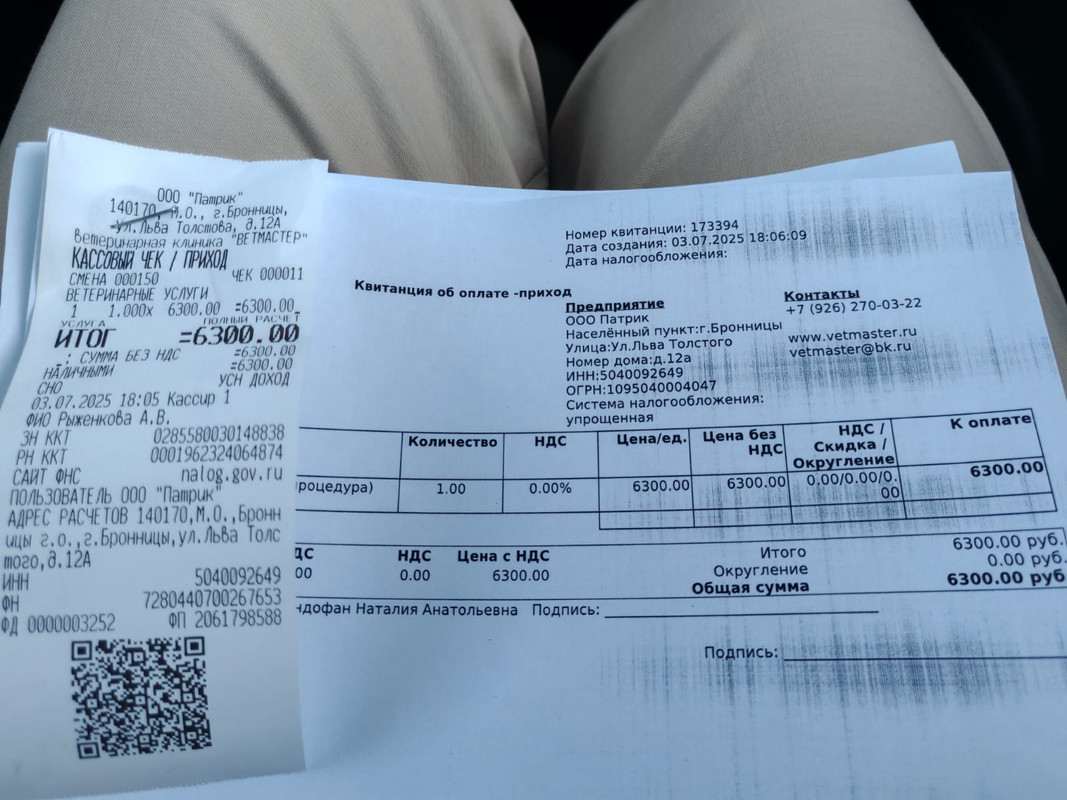 ООО "Патрик"
140170, М.О., г.Бронницы,
ул.Льва Толстова, д.12А
Ветеринарная клиника "ВЕТМАСТЕР"
КАССОВЫЙ ЧЕК / ПРИХОД
СМЕНА 000150 ЧЕК 000011
ВЕТЕРИНАРНЫЕ УСЛУГИ
1 1.000x 6300.00 =6300.00
УСЛУГА ПОЛНЫЙ РАСЧЕТ
ИТОГ =6300.00
: СУММА БЕЗ НДС =6300.00
НАЛИЧНЫМИ =6300.00
СНО УСН ДОХОД
03.07.2025 18:05 Кассир 1
ФИО Рыженкова А.В.
ЗН ККТ 0285580030148838
РН ККТ 0001962324064874
САЙТ ФНС nalog.gov.ru
ПОЛЬЗОВАТЕЛЬ ООО "Патрик"
АДРЕС РАСЧЕТОВ 140170,М.О.,Бронн
ицы г.о.,г.Бронницы,ул.Льва Толс
того,д.12А
ИНН 5040092649
ФН 7280440700267653
ФД 0000003252 ФП 2061798588
Номер квитанции: 173394
Дата создания: 03.07.2025 18:06:09
Дата налогообложения:
Квитанция об оплате -приход
Предприятие
ООО Патрик
Населённый пункт:г.Бронницы
Улица:Ул.Льва Толстого
Номер дома:д.12а
ИНН:5040092649
ОГРН:1095040004047
Система налогообложения:
упрощенная
Контакты
+7 (926) 270-03-22
www.vetmaster.ru
vetmaster@bk.ru
Количество НДС Цена/ед. Цена без НДС НДС / Скидка / Округление К оплате
роцедура) 1.00 0.00% 6300.00 6300.00 0.00/0.00/0.00 6300.00
ДС НДС Цена с НДС
00 0.00 6300.00
Итого 6300.00 руб.
Округление 0.00 руб.
Общая сумма 6300.00 руб
ндофан Наталия Анатольевна Подпись:
Подпись: